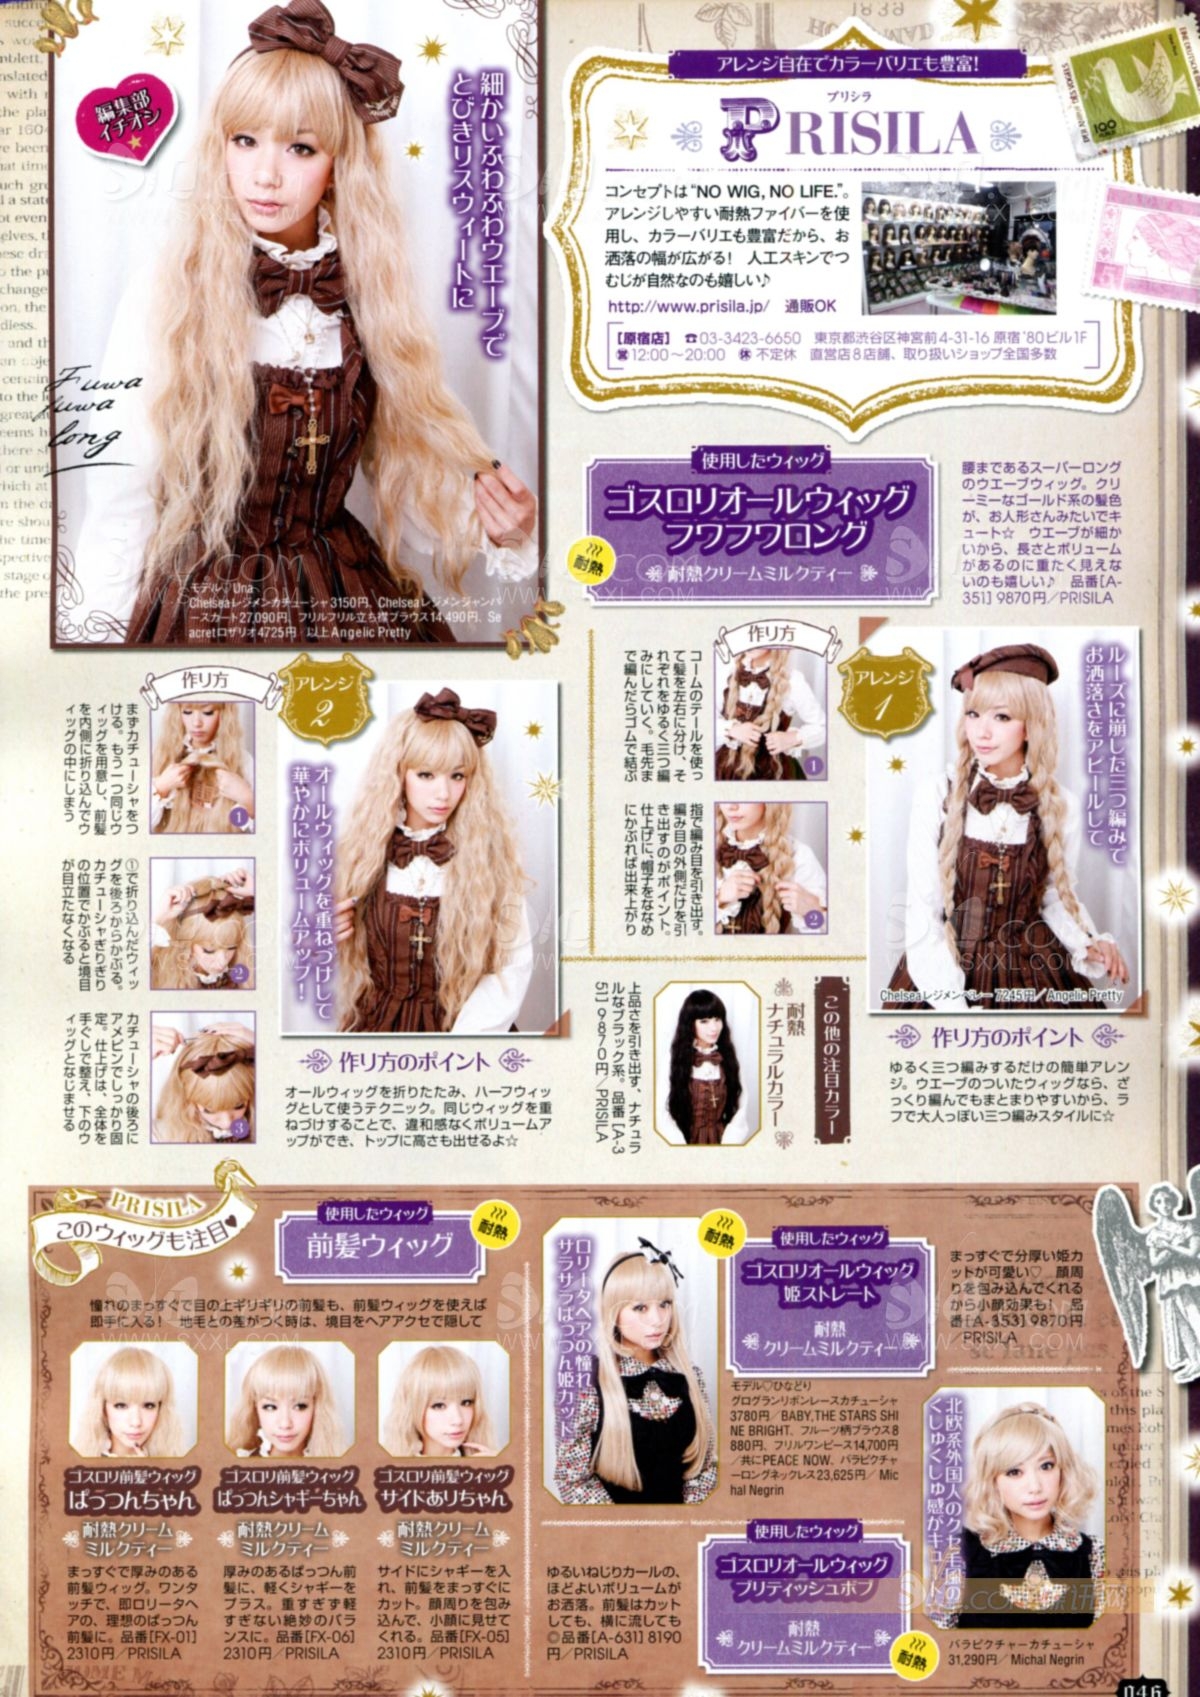 編集部
イチオシ
細かいふわふわウエーブで
とびきりスウィートに
Fuwa
fuwa
long
モデル♡Una
Chelseaレジメンカチューシャ3150円、Chelseaレジメンジャンパ
ースカート27,090円、フリルフリル立ち襟ブラウス14,490円、Se
acretロザリオ4725円/以上Angelic Pretty
アレンジ自在でカラーバリエも豊富!
プリシラ
PRISILA
コンセプトは“NO WIG, NO LIFE.”。
アレンジしやすい耐熱ファイバーを使
用し、カラーバリエも豊富だから、お
洒落の幅が広がる! 人工スキンでつ
むじが自然なのも嬉しい♪
http://www.prisila.jp/ 通販OK
【原宿店】 ☎03-3423-6650 東京都渋谷区神宮前4-31-16 原宿'80ビル1F
営12:00〜20:00 休 不定休 直営店8店舗、取り扱いショップ全国多数
使用したウィッグ
ゴスロリオールウィッグ
フワフワロング
耐熱
耐熱クリームミルクティー
腰まであるスーパーロング
のウエーブウィッグ。クリ
ーミーなゴールド系の髪色
が、お人形さんみたいでキ
ュート☆ ウエーブが細か
いから、長さとボリューム
があるのに重たく見えな
いのも嬉しい♪ 品番[A-
351]9870円/PRISILA
アレンジ
1
ルーズに崩した三つ編みで
お洒落さをアピールして
Chelseaレジメンベレー 7245円/Angelic Pretty
作り方
1
コームのテールを使っ
て髪を左右に分け、そ
れぞれをゆるく三つ編
みにしていく。毛先ま
で編んだらゴムで結ぶ
2
指で編み目を引き出す。
編み目の外側だけを引
き出すのがポイント。
仕上げに、帽子をななめ
にかぶれば出来上がり
作り方のポイント
ゆるく三つ編みするだけの簡単アレン
ジ。ウエーブのついたウィッグなら、ざ
っくり編んでもまとまりやすいから、ラ
フで大人っぽい三つ編みスタイルに☆
アレンジ
2
オールウィッグを重ねづけして
華やかにボリュームアップ!
作り方
1
まずカチューシャをつ
ける。もう一つ同じウ
ィッグを用意し、前髪
を内側に折り込んでウ
ィッグの中にしまう
2
①で折り込んだウィッ
グを後ろからかぶる。
カチューシャぎりぎり
の位置でかぶると境目
が目立たなくなる
3
カチューシャの後ろに
アメピンでしっかり固
定。仕上げは、全体を
手ぐしで整え、下のウ
ィッグとなじませる
作り方のポイント
オールウィッグを折りたたみ、ハーフウィッ
グとして使うテクニック。同じウィッグを重
ねづけすることで、違和感なくボリュームア
ップができ、トップに高さも出せるよ☆
この他の注目カラー
耐熱
ナチュラルカラー
上品さを引き出す、ナチュラ
ルなブラック系。品番[A-3
51]9870円/PRISILA
PRISILA
このウィッグも注目♥
使用したウィッグ
前髪ウィッグ
耐熱
憧れのまっすぐで目の上ギリギリの前髪も、前髪ウィッグを使えば
即手に入る! 地毛との差がつく時は、境目をヘアアクセで隠して
ゴスロリ前髪ウィッグ
ぱっつんちゃん
耐熱クリーム
ミルクティー
まっすぐで厚みのある
前髪ウィッグ。ワンタ
ッチで、即ロリータヘ
アの、理想のぱっつん
前髪に。品番[FX-01]
2310円/PRISILA
ゴスロリ前髪ウィッグ
ぱっつんシャギーちゃん
耐熱クリーム
ミルクティー
厚みのあるぱっつん前
髪に、軽くシャギーを
プラス。重すぎず軽
すぎない絶妙のバラ
ンスに。品番[FX-06]
2310円/PRISILA
ゴスロリ前髪ウィッグ
サイドありちゃん
耐熱クリーム
ミルクティー
サイドにシャギーを入
れ、前髪をまっすぐに
カット。顔周りを包み
込んで、小顔に見せて
くれる。品番[FX-05]
2310円/PRISILA
ロリータヘアの憧れ
サラサラぱっつん姫カット
耐熱
使用したウィッグ
ゴスロリオールウィッグ
姫ストレート
耐熱
クリームミルクティー
まっすぐで分厚い姫カ
ットが可愛い♡ 顔周
りを包み込んでくれる
から小顔効果も! 品
番[A-353]9870円
/PRISILA
モデル♡ひなどり
グログランリボンレースカチューシャ
3780円/BABY,THE STARS SHI
NE BRIGHT、フルーツ柄ブラウス8
880円、フリルワンピース14,700円
/共にPEACE NOW、バラピクチャ
ーロングネックレス23,625円/Mic
hal Negrin
使用したウィッグ
ゴスロリオールウィッグ
ブリティッシュボブ
耐熱
クリームミルクティー
耐熱
ゆるいねじりカールの、
ほどよいボリュームが
お洒落。前髪はカット
しても、横に流しても
◎品番[A-631]8190
円/PRISILA
北欧系外国人のクセ毛風の
くしゅくしゅ感がキュート
バラピクチャーカチューシャ
31,290円/Michal Negrin
046